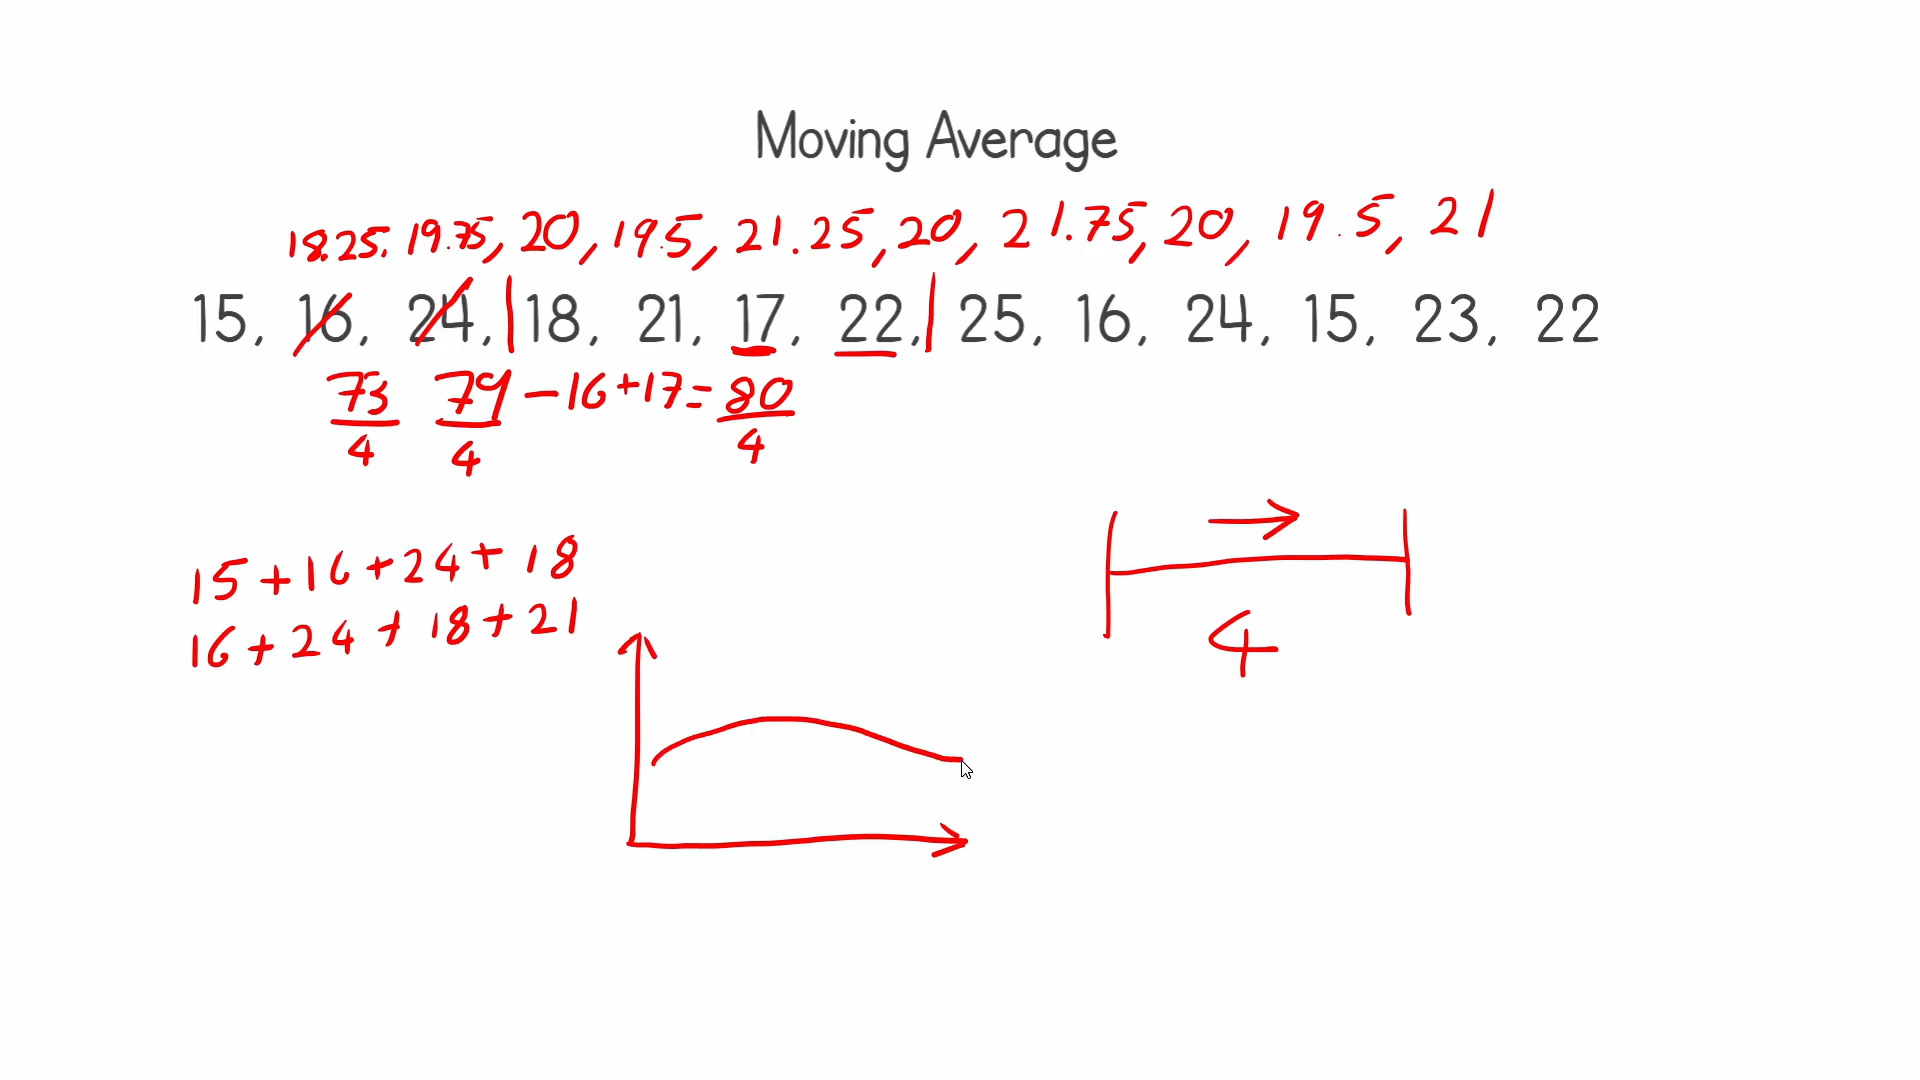 Moving Average
18.25, 19.75, 20, 19.5, 21.25, 20, 21.75, 20, 19.5, 21
15, 16, 24, 18, 21, 17, 22, 25, 16, 24, 15, 23, 22
73/4 79/4 - 16 + 17 = 80/4
15 + 16 + 24 + 18
16 + 24 + 18 + 21
4